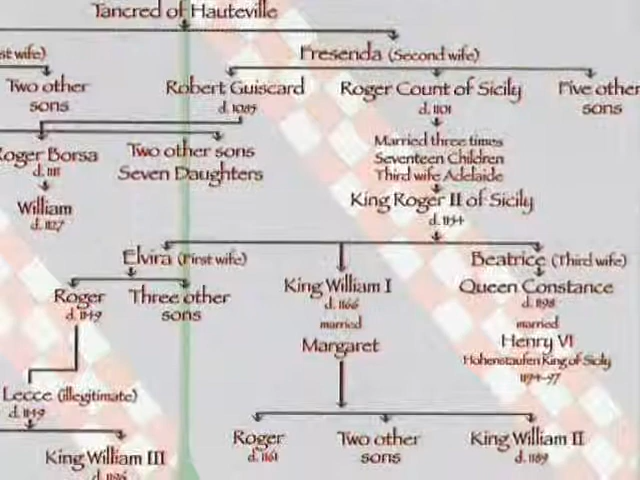 Tancred of Hauteville
st wife)
Fresenda (Second wife)
Two other
sons
Robert Guiscard
d. 1085
Roger Count of Sicily
d. 1101
Five other
sons
Roger Borsa
d. 1111
Two other sons
Seven Daughters
Married three times
Seventeen Children
Third wife Adelaide
William
d. 1127
King Roger II of Sicily
d. 1154
Elvira (First wife)
Beatrice (Third wife)
Roger
d. 1149
Three other
sons
King William I
d. 1166
married
Margaret
Queen Constance
d. 1198
married
Henry VI
Hohenstaufen King of Sicily
1194-97
Lecce (illegitimate)
d. 1149
King William III
Roger
d. 1161
Two other
sons
King William II
d. 1189